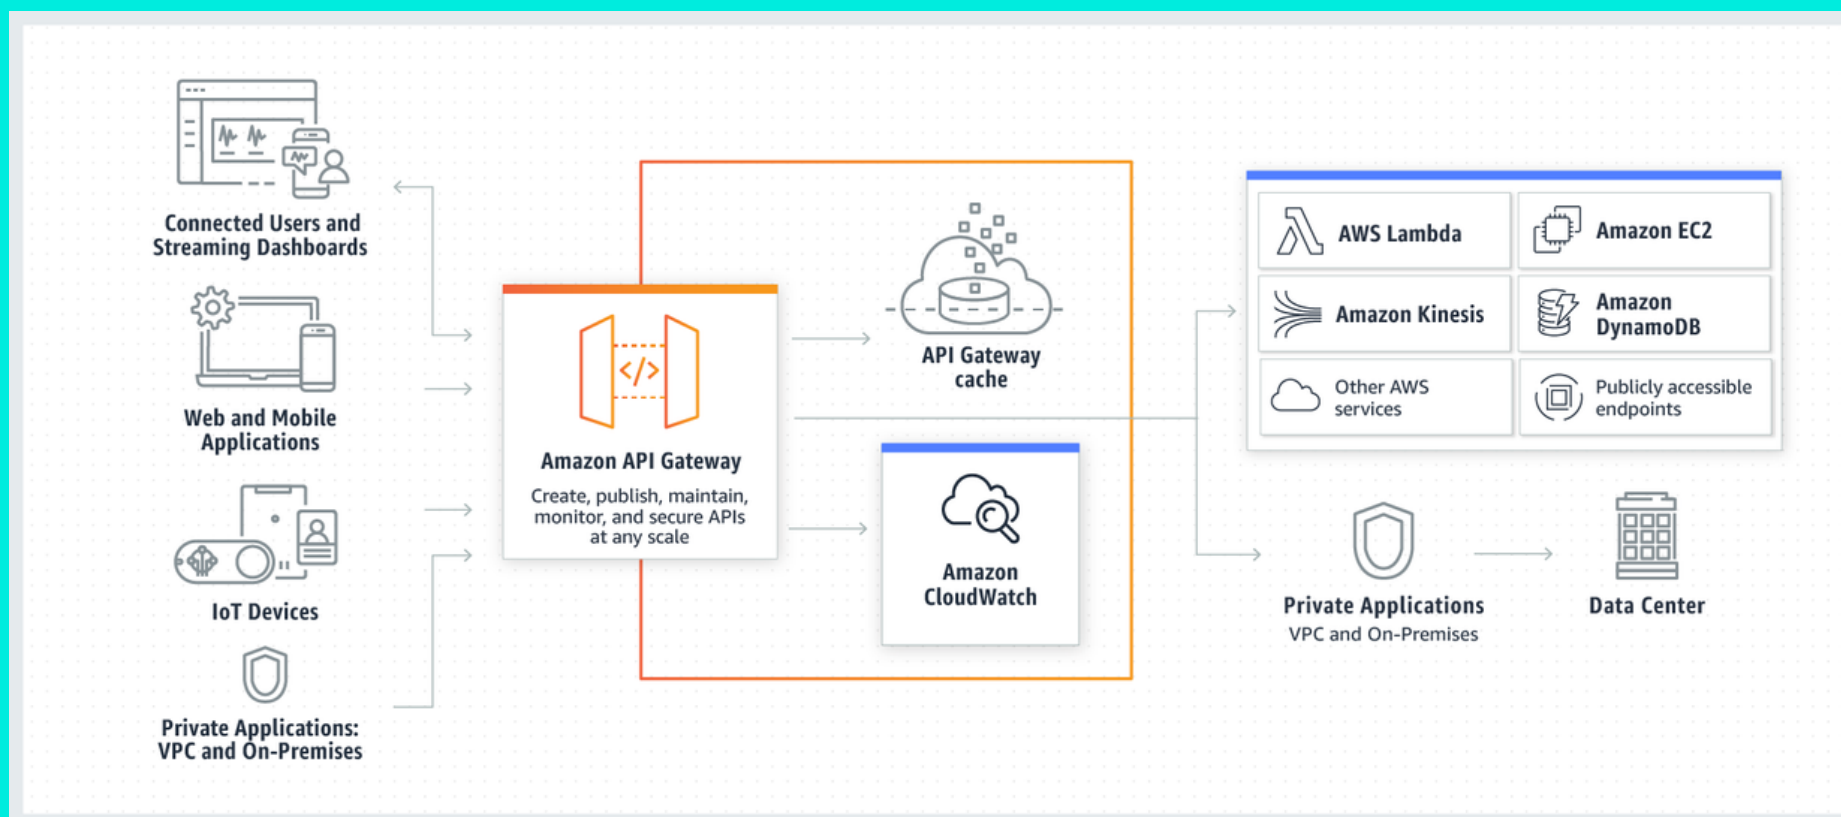 Connected Users and
Streaming Dashboards
Web and Mobile
Applications
IoT Devices
Private Applications:
VPC and On-Premises
</>
Amazon API Gateway
Create, publish, maintain,
monitor, and secure APIs
at any scale
API Gateway
cache
Amazon
CloudWatch
AWS Lambda
Amazon EC2
Amazon Kinesis
Amazon
DynamoDB
Other AWS
services
Publicly accessible
endpoints
Private Applications
VPC and On-Premises
Data Center